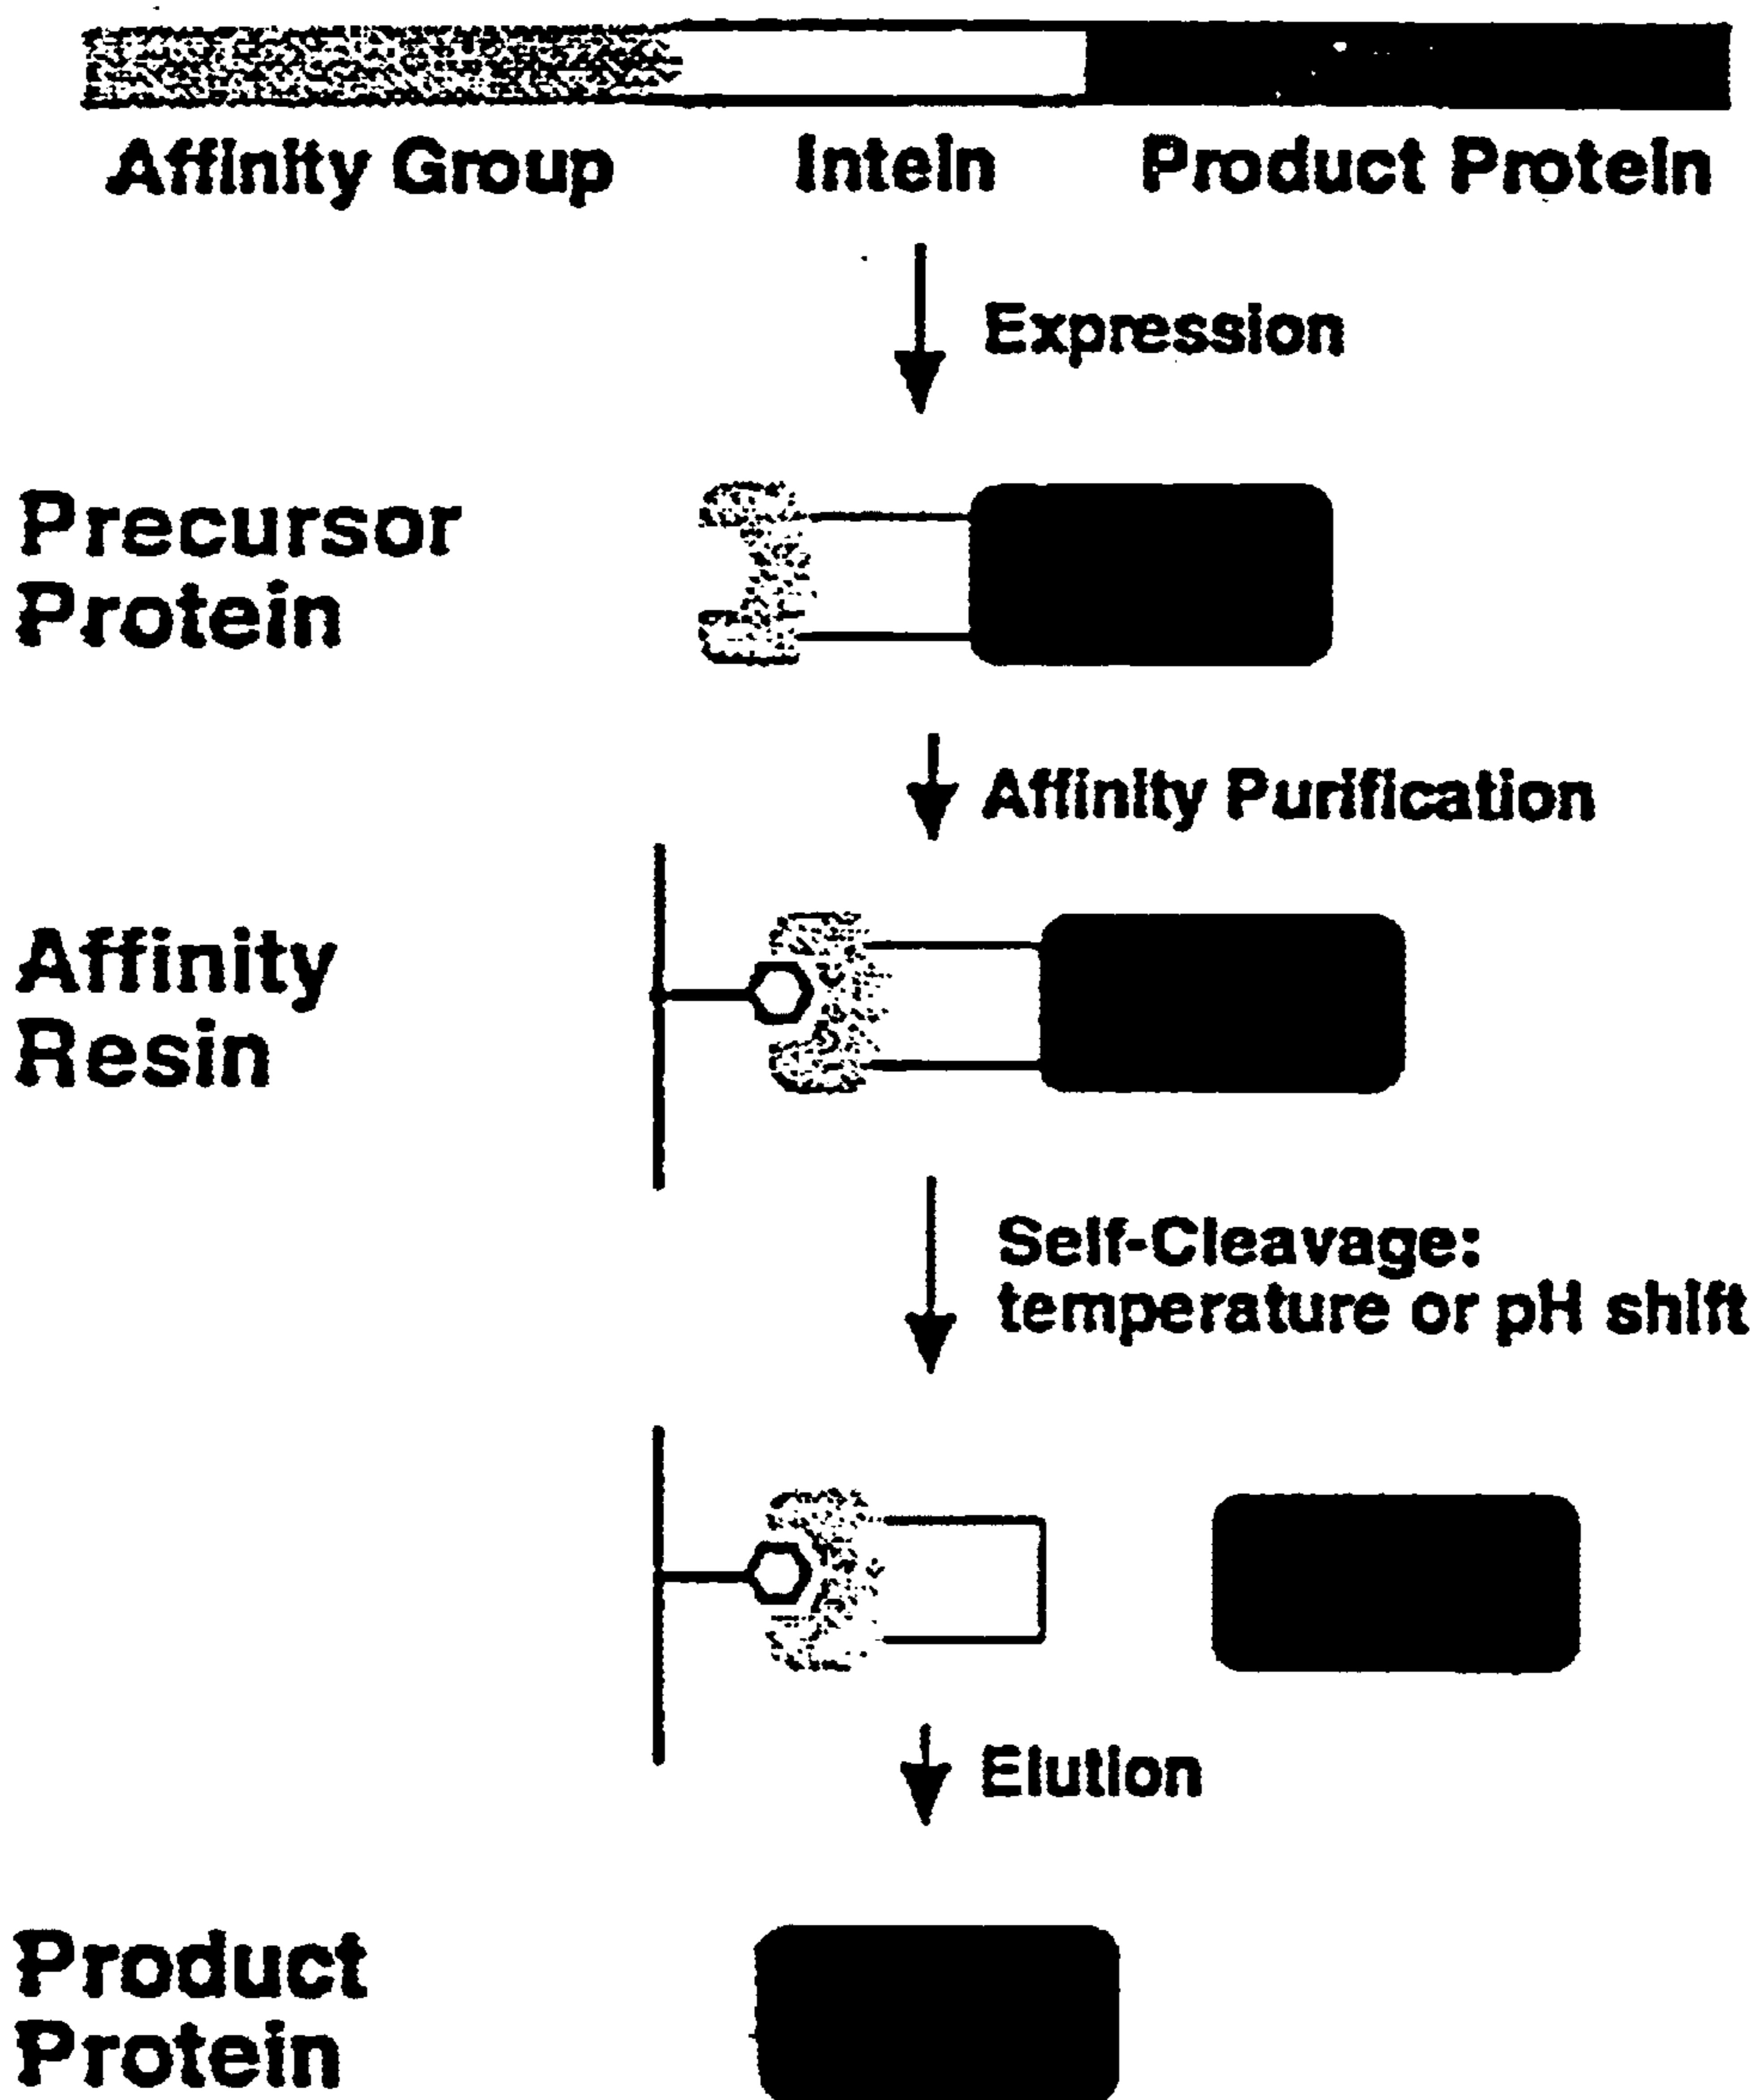 Affinity Group Intein Product Protein
Expression
Precursor
Protein
Affinity Purification
Affinity
Resin
Self-Cleavage:
temperature or pH shift
Elution
Product
Protein